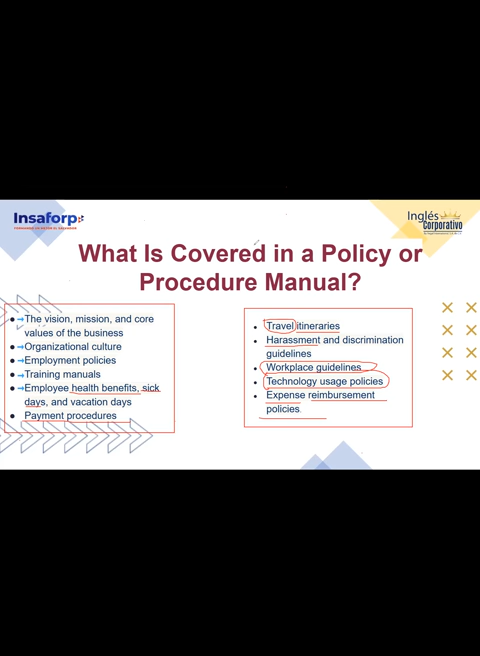 Insaforp
Inglés
Corporativo
What Is Covered in a Policy or
Procedure Manual?
The vision, mission, and core
values of the business
Organizational culture
Employment policies
Training manuals
Employee health benefits, sick
days, and vacation days
Payment procedures
Travel itineraries
Harassment and discrimination
guidelines
Workplace guidelines
Technology usage policies
Expense reimbursement
policies